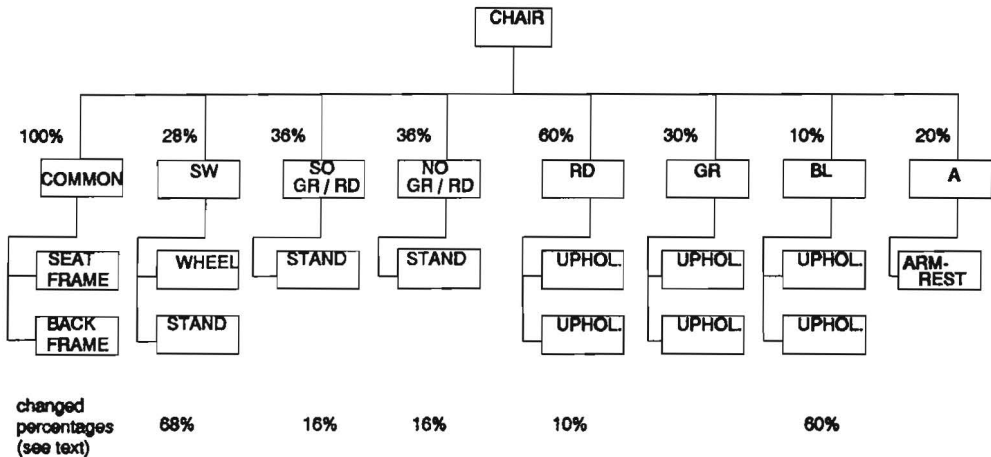 CHAIR
100%
28%
36%
36%
60%
30%
10%
20%
COMMON
SW
SO
GR / RD
NO
GR / RD
RD
GR
BL
A
SEAT
FRAME
WHEEL
STAND
STAND
UPHOL.
UPHOL.
UPHOL.
ARM-
REST
BACK
FRAME
STAND
UPHOL.
UPHOL.
UPHOL.
changed
percentages
(see text)
68%
16%
16%
10%
60%